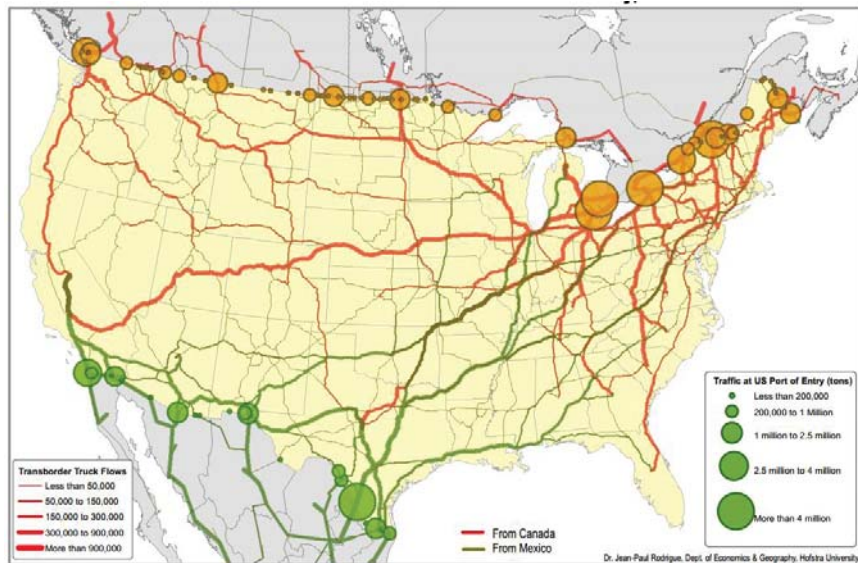 Traffic at US Port of Entry (tons)
Less than 200,000
200,000 to 1 Million
1 million to 2.5 million
2.5 million to 4 million
More than 4 million
Transborder Truck Flows
Less than 50,000
50,000 to 150,000
150,000 to 300,000
300,000 to 900,000
More than 900,000
From Canada
From Mexico
Dr. Jean-Paul Rodrigue, Dept. of Economics & Geography, Hofstra University